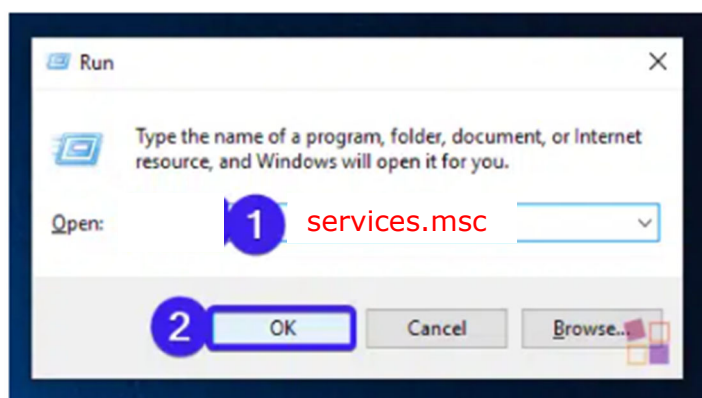 Run
Type the name of a program, folder, document, or Internet
resource, and Windows will open it for you.
Open:
1
services.msc
2
OK
Cancel
Browse...